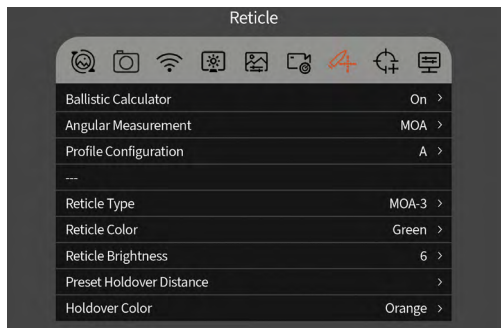 Reticle
Ballistic Calculator On >
Angular Measurement MOA >
Profile Configuration A >
---
Reticle Type MOA-3 >
Reticle Color Green >
Reticle Brightness 6 >
Preset Holdover Distance >
Holdover Color Orange >